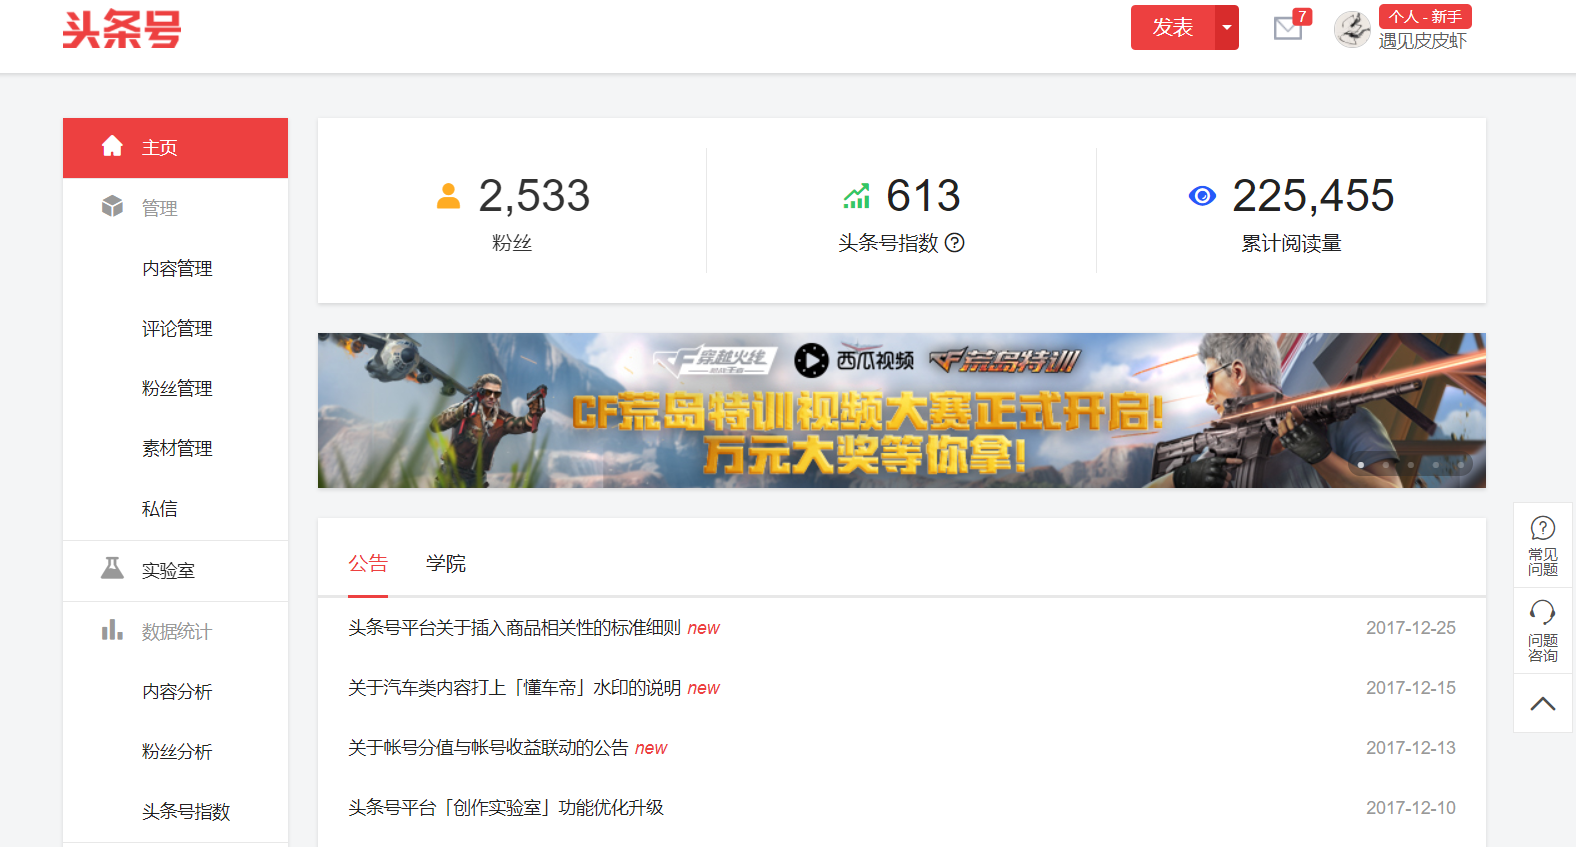 头条号
发表
7
个人 - 新手
遇见皮皮虾
主页
管理
内容管理
评论管理
粉丝管理
素材管理
私信
实验室
数据统计
内容分析
粉丝分析
头条号指数
2,533
粉丝
613
头条号指数 ?
225,455
累计阅读量
CF穿越火线 西瓜视频 CF荒岛特训
CF荒岛特训视频大赛正式开启!
万元大奖等你拿!
公告 学院
头条号平台关于插入商品相关性的标准细则 new 2017-12-25
关于汽车类内容打上「懂车帝」水印的说明 new 2017-12-15
关于帐号分值与帐号收益联动的公告 new 2017-12-13
头条号平台「创作实验室」功能优化升级 2017-12-10
常见
问题
问题
咨询